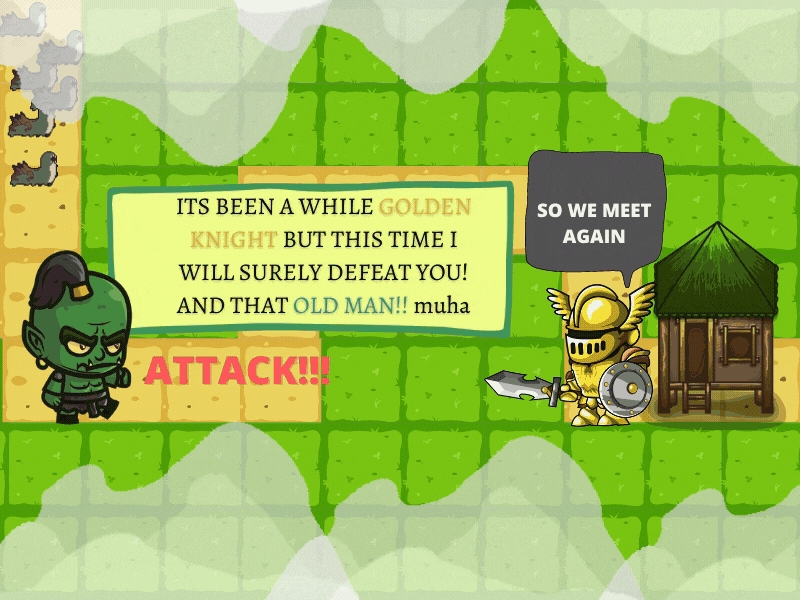 ITS BEEN A WHILE GOLDEN
KNIGHT BUT THIS TIME I
WILL SURELY DEFEAT YOU!
AND THAT OLD MAN!! muha
SO WE MEET
AGAIN
ATTACK!!!